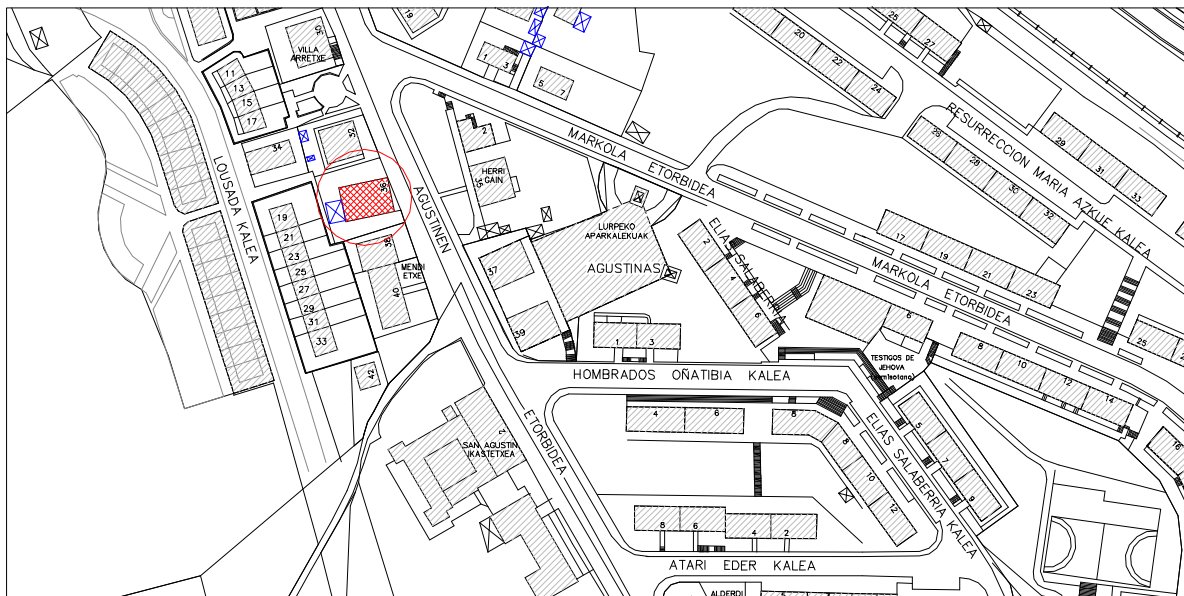 30
VILLA
ARRETXE
19
11
13
15
17
1
3
5
7
20
22
24
25
27
32
34
2
HERRI
GAIN
35
36
MARKOLA ETORBIDEA
RESURRECCION MARIA AZKUE KALEA
26
28
30
32
29
31
33
LOUSADA KALEA
AGUSTINEN
ETORBIDEA
19
21
23
25
27
29
31
33
38
MENDI
ETXE
40
42
37
39
LURPEKO
APARKALEKUAK
AGUSTINAS
ELIAS SALABERRIA
2
4
6
17
19
21
23
MARKOLA ETORBIDEA
25
6
8
10
12
14
16
TESTIGOS DE
JEHOVA
1
3
HOMBRADOS OÑATIBIA KALEA
4
6
8
10
12
ELIAS SALABERRIA KALEA
5
7
9
SAN AGUSTIN
IKASTETXEA
2
8
6
4
2
ATARI EDER KALEA
ALDERDI